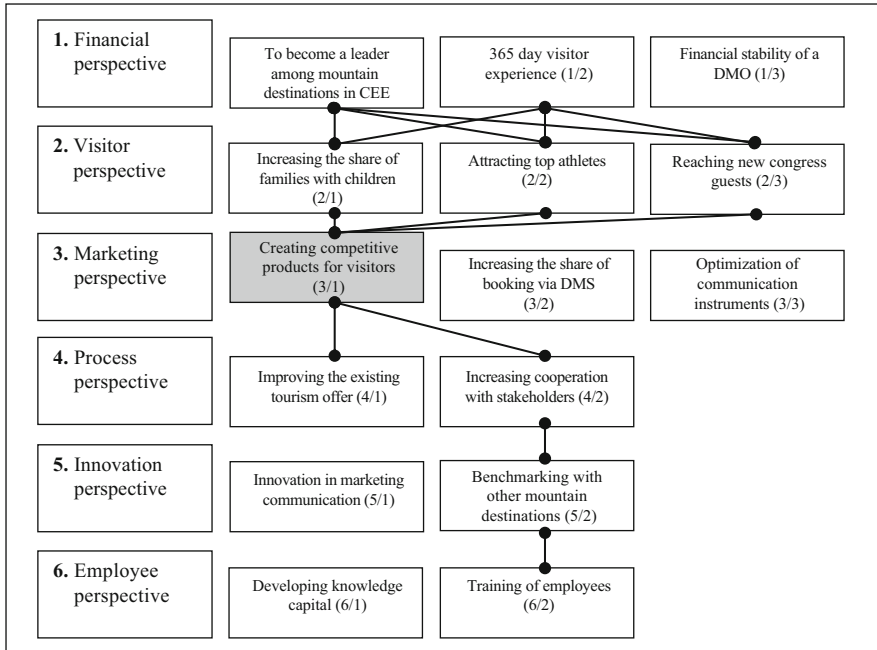 1. Financial
perspective
To become a leader
among mountain
destinations in CEE
365 day visitor
experience (1/2)
Financial stability of a
DMO (1/3)
2. Visitor
perspective
Increasing the share of
families with children
(2/1)
Attracting top athletes
(2/2)
Reaching new congress
guests (2/3)
3. Marketing
perspective
Creating competitive
products for visitors
(3/1)
Increasing the share of
booking via DMS
(3/2)
Optimization of
communication
instruments (3/3)
4. Process
perspective
Improving the existing
tourism offer (4/1)
Increasing cooperation
with stakeholders (4/2)
5. Innovation
perspective
Innovation in marketing
communication (5/1)
Benchmarking with
other mountain
destinations (5/2)
6. Employee
perspective
Developing knowledge
capital (6/1)
Training of employees
(6/2)